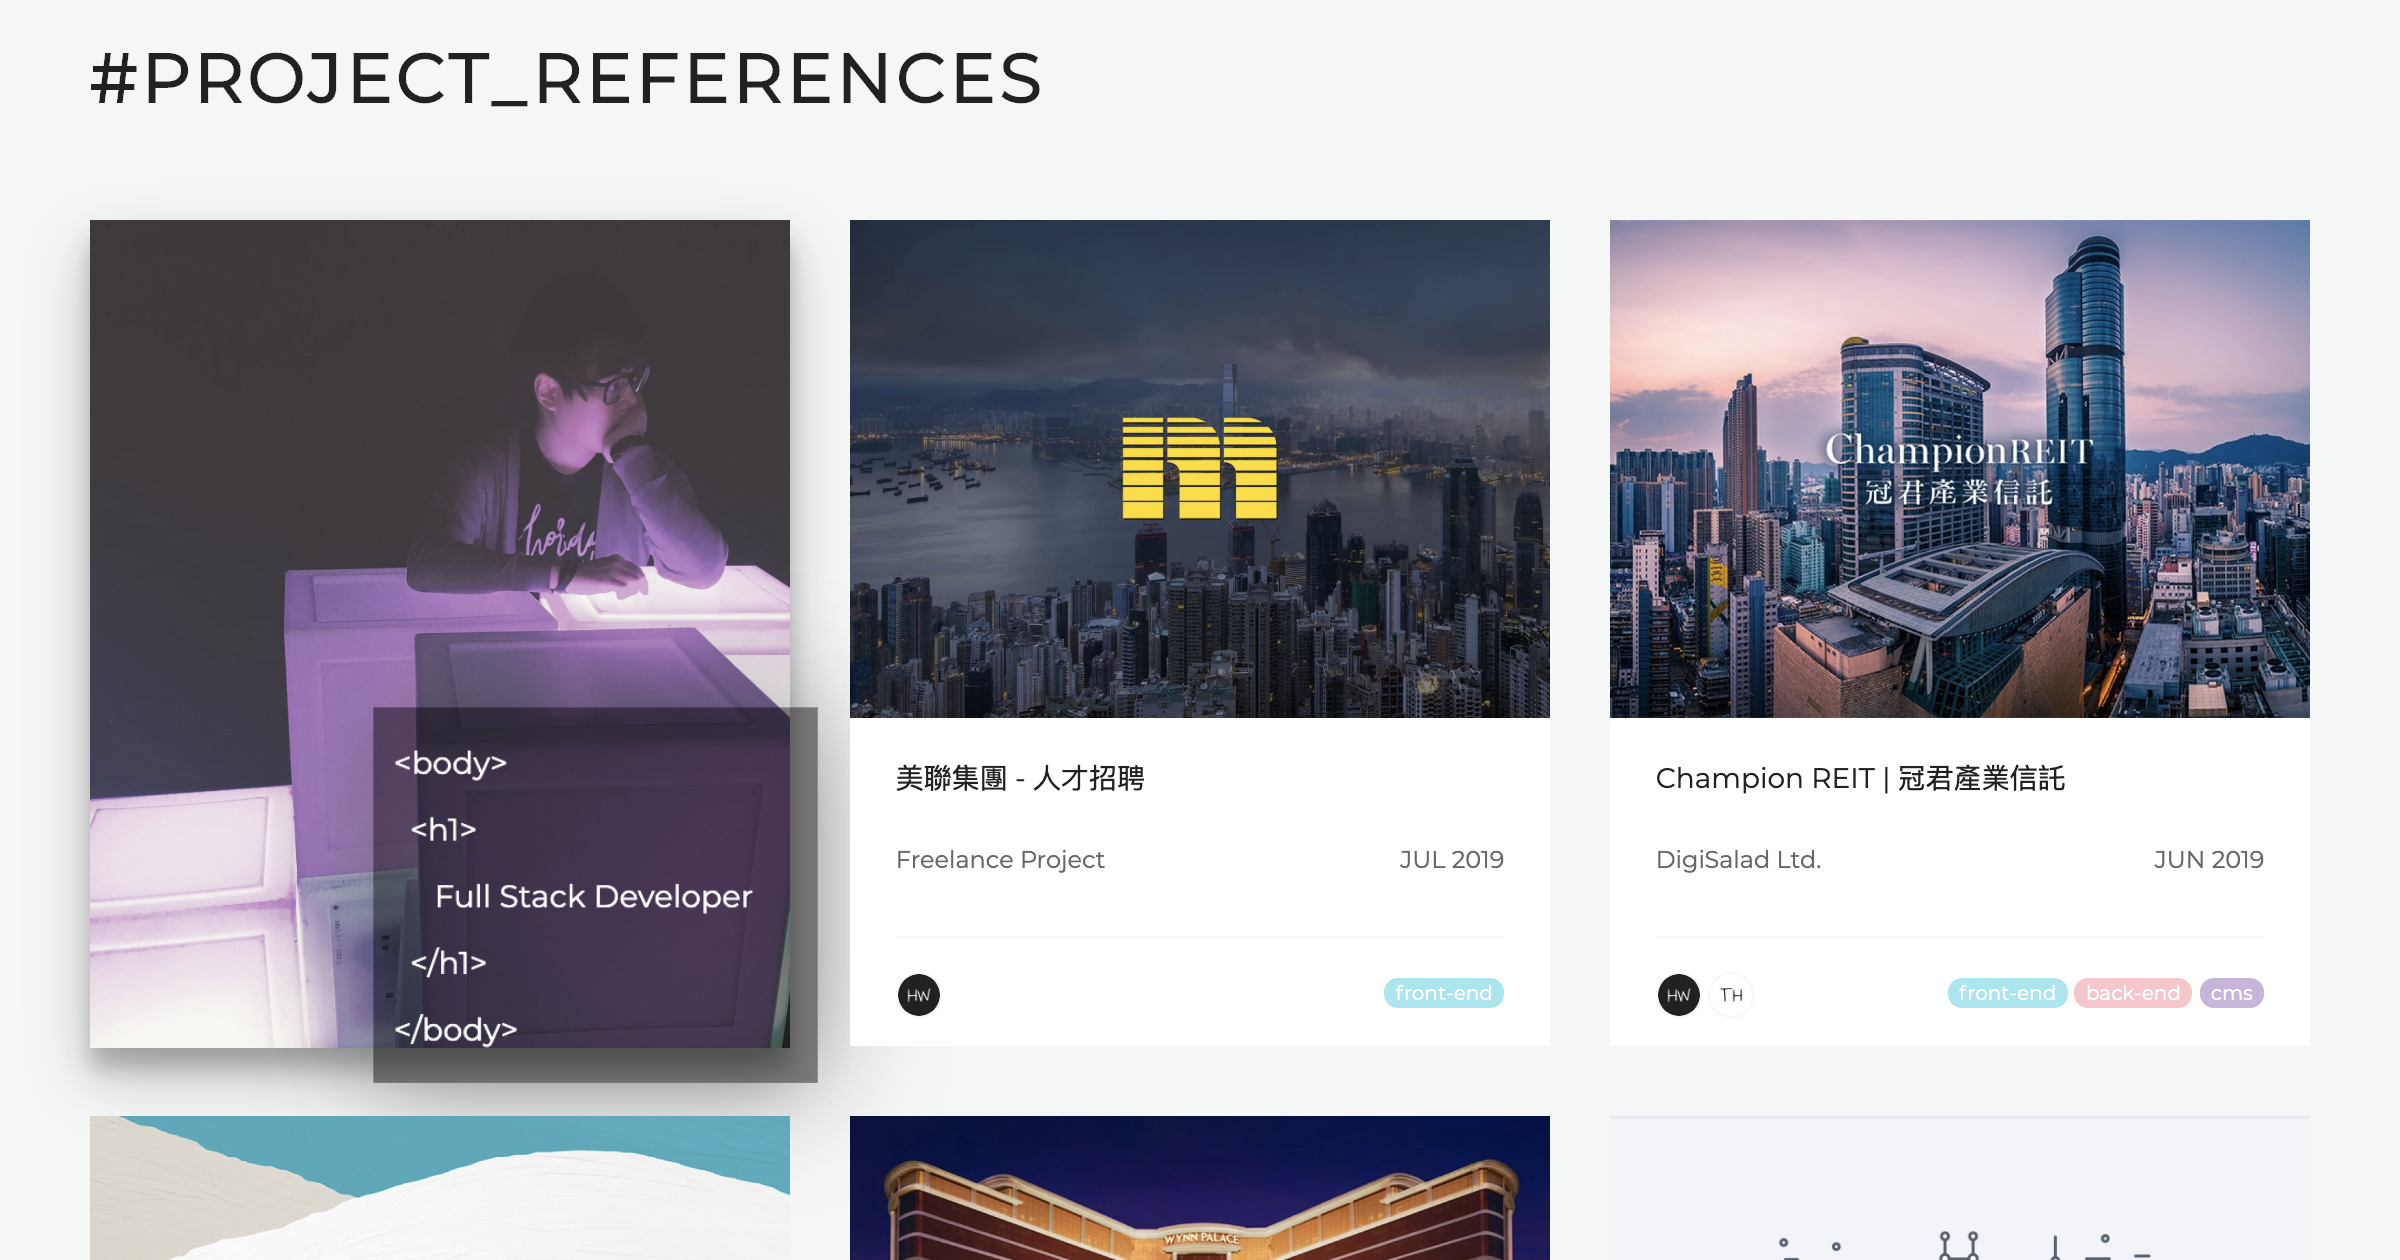 #PROJECT_REFERENCES
<body>
<h1>
Full Stack Developer
</h1>
</body>
ChampionREIT
冠君產業信託
美聯集團 - 人才招聘
Freelance Project
JUL 2019
HW
front-end
Champion REIT | 冠君產業信託
DigiSalad Ltd.
JUN 2019
HW
TH
front-end
back-end
cms
WYNN PALACE